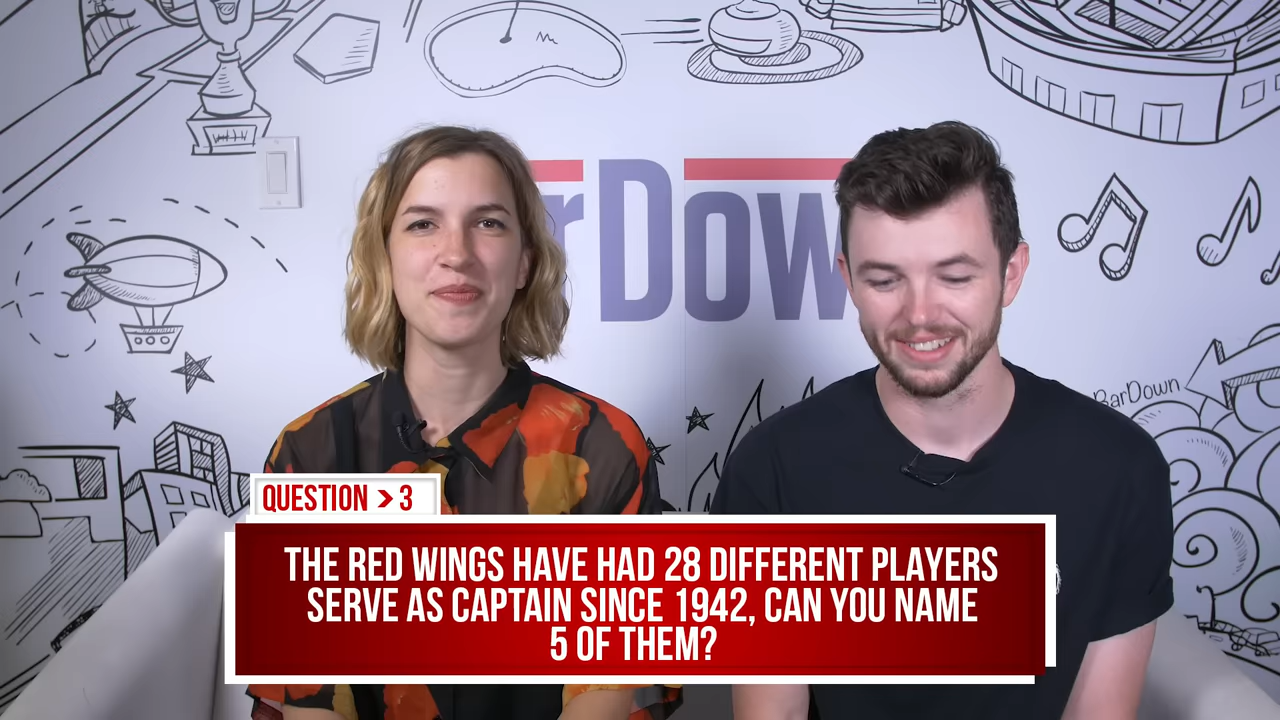 rDow
BarDown
QUESTION > 3
THE RED WINGS HAVE HAD 28 DIFFERENT PLAYERS
SERVE AS CAPTAIN SINCE 1942, CAN YOU NAME
5 OF THEM?